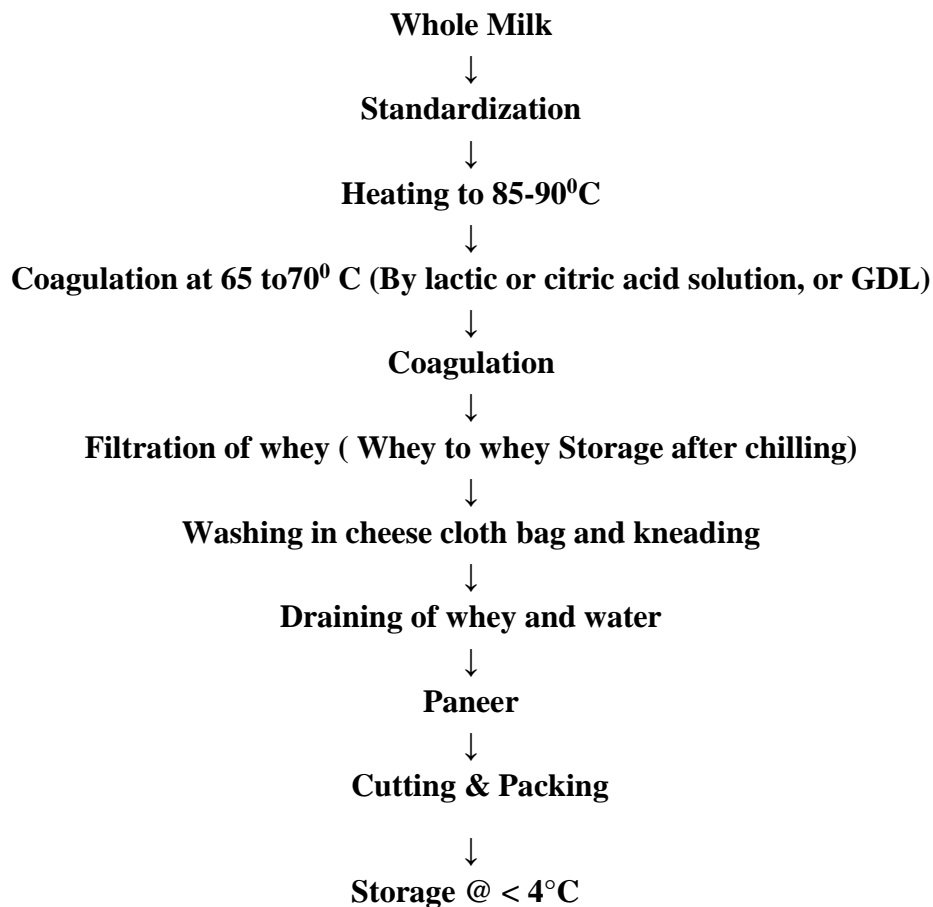 Whole Milk
↓
Standardization
↓
Heating to 85-90⁰C
↓
Coagulation at 65 to70⁰ C (By lactic or citric acid solution, or GDL)
↓
Coagulation
↓
Filtration of whey ( Whey to whey Storage after chilling)
↓
Washing in cheese cloth bag and kneading
↓
Draining of whey and water
↓
Paneer
↓
Cutting & Packing
↓
Storage @ < 4°C